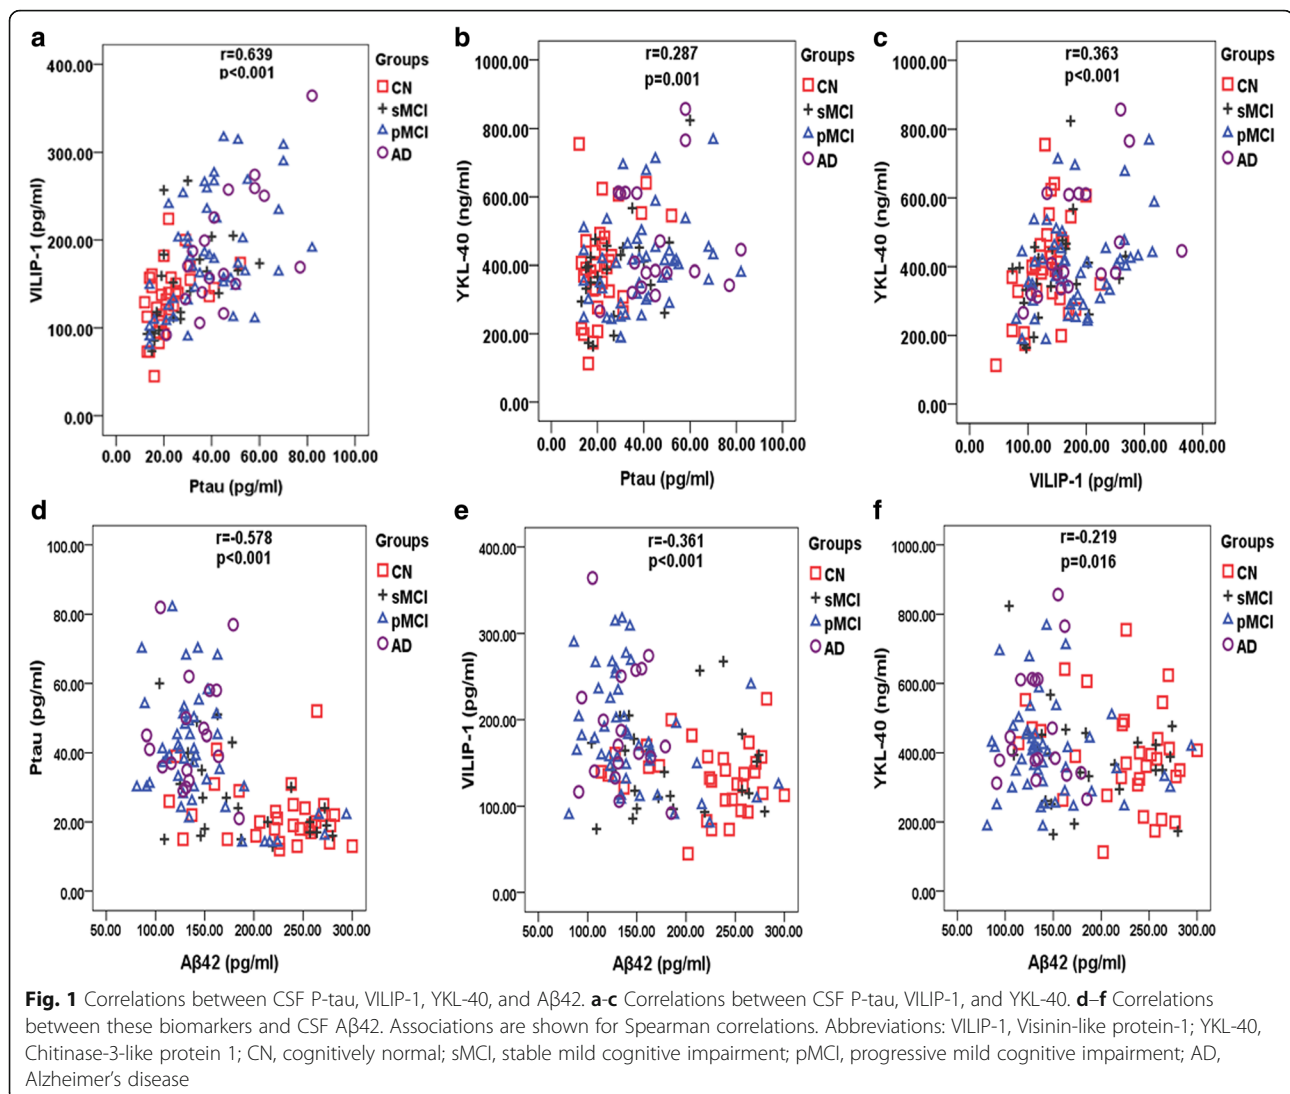 a
r=0.639
p<0.001
Groups
CN
sMCI
pMCI
AD
VILIP-1 (pg/ml)
400.00
300.00
200.00
100.00
0.00
0.00 20.00 40.00 60.00 80.00 100.00
Ptau (pg/ml)
b
r=0.287
p=0.001
Groups
CN
sMCI
pMCI
AD
YKL-40 (ng/ml)
1000.00
800.00
600.00
400.00
200.00
0.00
0.00 20.00 40.00 60.00 80.00 100.00
Ptau (pg/ml)
c
r=0.363
p<0.001
Groups
CN
sMCI
pMCI
AD
YKL-40 (ng/ml)
1000.00
800.00
600.00
400.00
200.00
0.00
0.00 100.00 200.00 300.00 400.00
VILIP-1 (pg/ml)
d
r=-0.578
p<0.001
Groups
CN
sMCI
pMCI
AD
Ptau (pg/ml)
100.00
80.00
60.00
40.00
20.00
0.00
50.00 100.00 150.00 200.00 250.00 300.00
Aβ42 (pg/ml)
e
r=-0.361
p<0.001
Groups
CN
sMCI
pMCI
AD
VILIP-1 (pg/ml)
400.00
300.00
200.00
100.00
0.00
50.00 100.00 150.00 200.00 250.00 300.00
Aβ42 (pg/ml)
f
r=-0.219
p=0.016
Groups
CN
sMCI
pMCI
AD
YKL-40 (ng/ml)
1000.00
800.00
600.00
400.00
200.00
0.00
50.00 100.00 150.00 200.00 250.00 300.00
Aβ42 (pg/ml)
Fig. 1 Correlations between CSF P-tau, VILIP-1, YKL-40, and Aβ42. a-c Correlations between CSF P-tau, VILIP-1, and YKL-40. d–f Correlations
between these biomarkers and CSF Aβ42. Associations are shown for Spearman correlations. Abbreviations: VILIP-1, Visinin-like protein-1; YKL-40,
Chitinase-3-like protein 1; CN, cognitively normal; sMCI, stable mild cognitive impairment; pMCI, progressive mild cognitive impairment; AD,
Alzheimer's disease